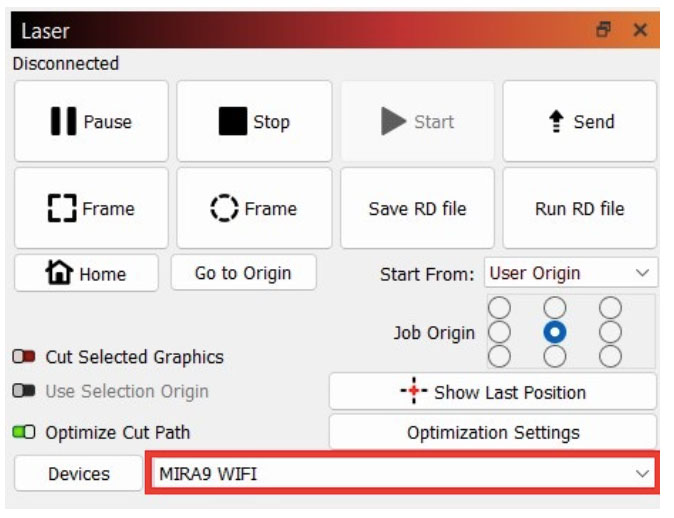 Laser
Disconnected
Pause Stop Start Send
Frame Frame Save RD file Run RD file
Home Go to Origin Start From: User Origin
Job Origin
Cut Selected Graphics
Use Selection Origin Show Last Position
Optimize Cut Path Optimization Settings
Devices MIRA9 WIFI